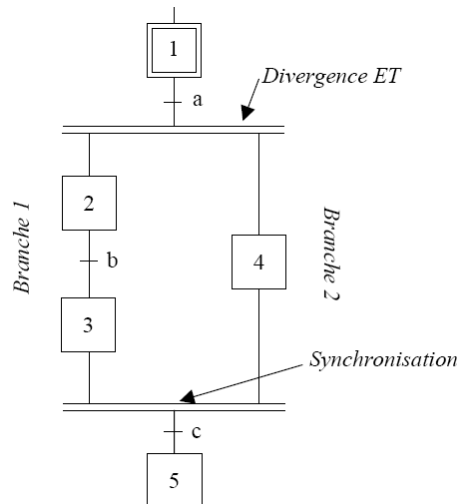 1
a
Divergence ET
Branche 1
2
b
3
4
Branche 2
Synchronisation
c
5